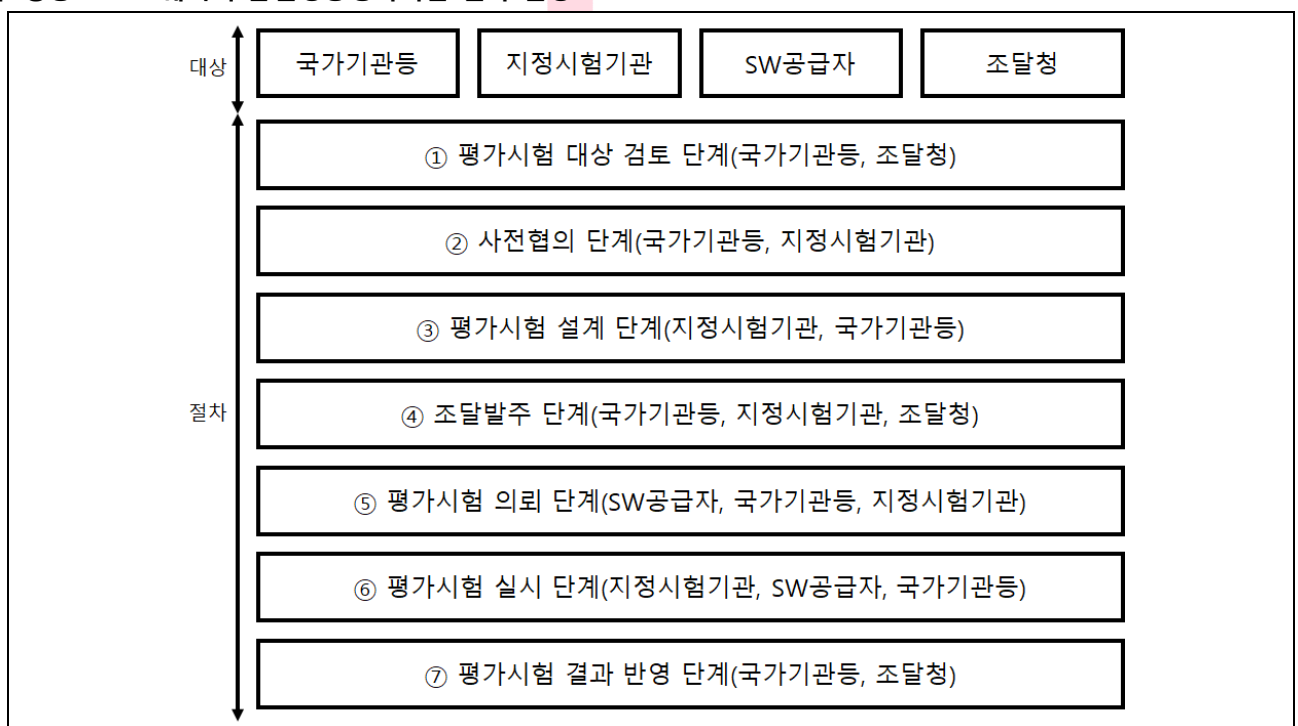 대상
국가기관등
지정시험기관
SW공급자
조달청
절차
① 평가시험 대상 검토 단계(국가기관등, 조달청)
② 사전협의 단계(국가기관등, 지정시험기관)
③ 평가시험 설계 단계(지정시험기관, 국가기관등)
④ 조달발주 단계(국가기관등, 지정시험기관, 조달청)
⑤ 평가시험 의뢰 단계(SW공급자, 국가기관등, 지정시험기관)
⑥ 평가시험 실시 단계(지정시험기관, SW공급자, 국가기관등)
⑦ 평가시험 결과 반영 단계(국가기관등, 조달청)